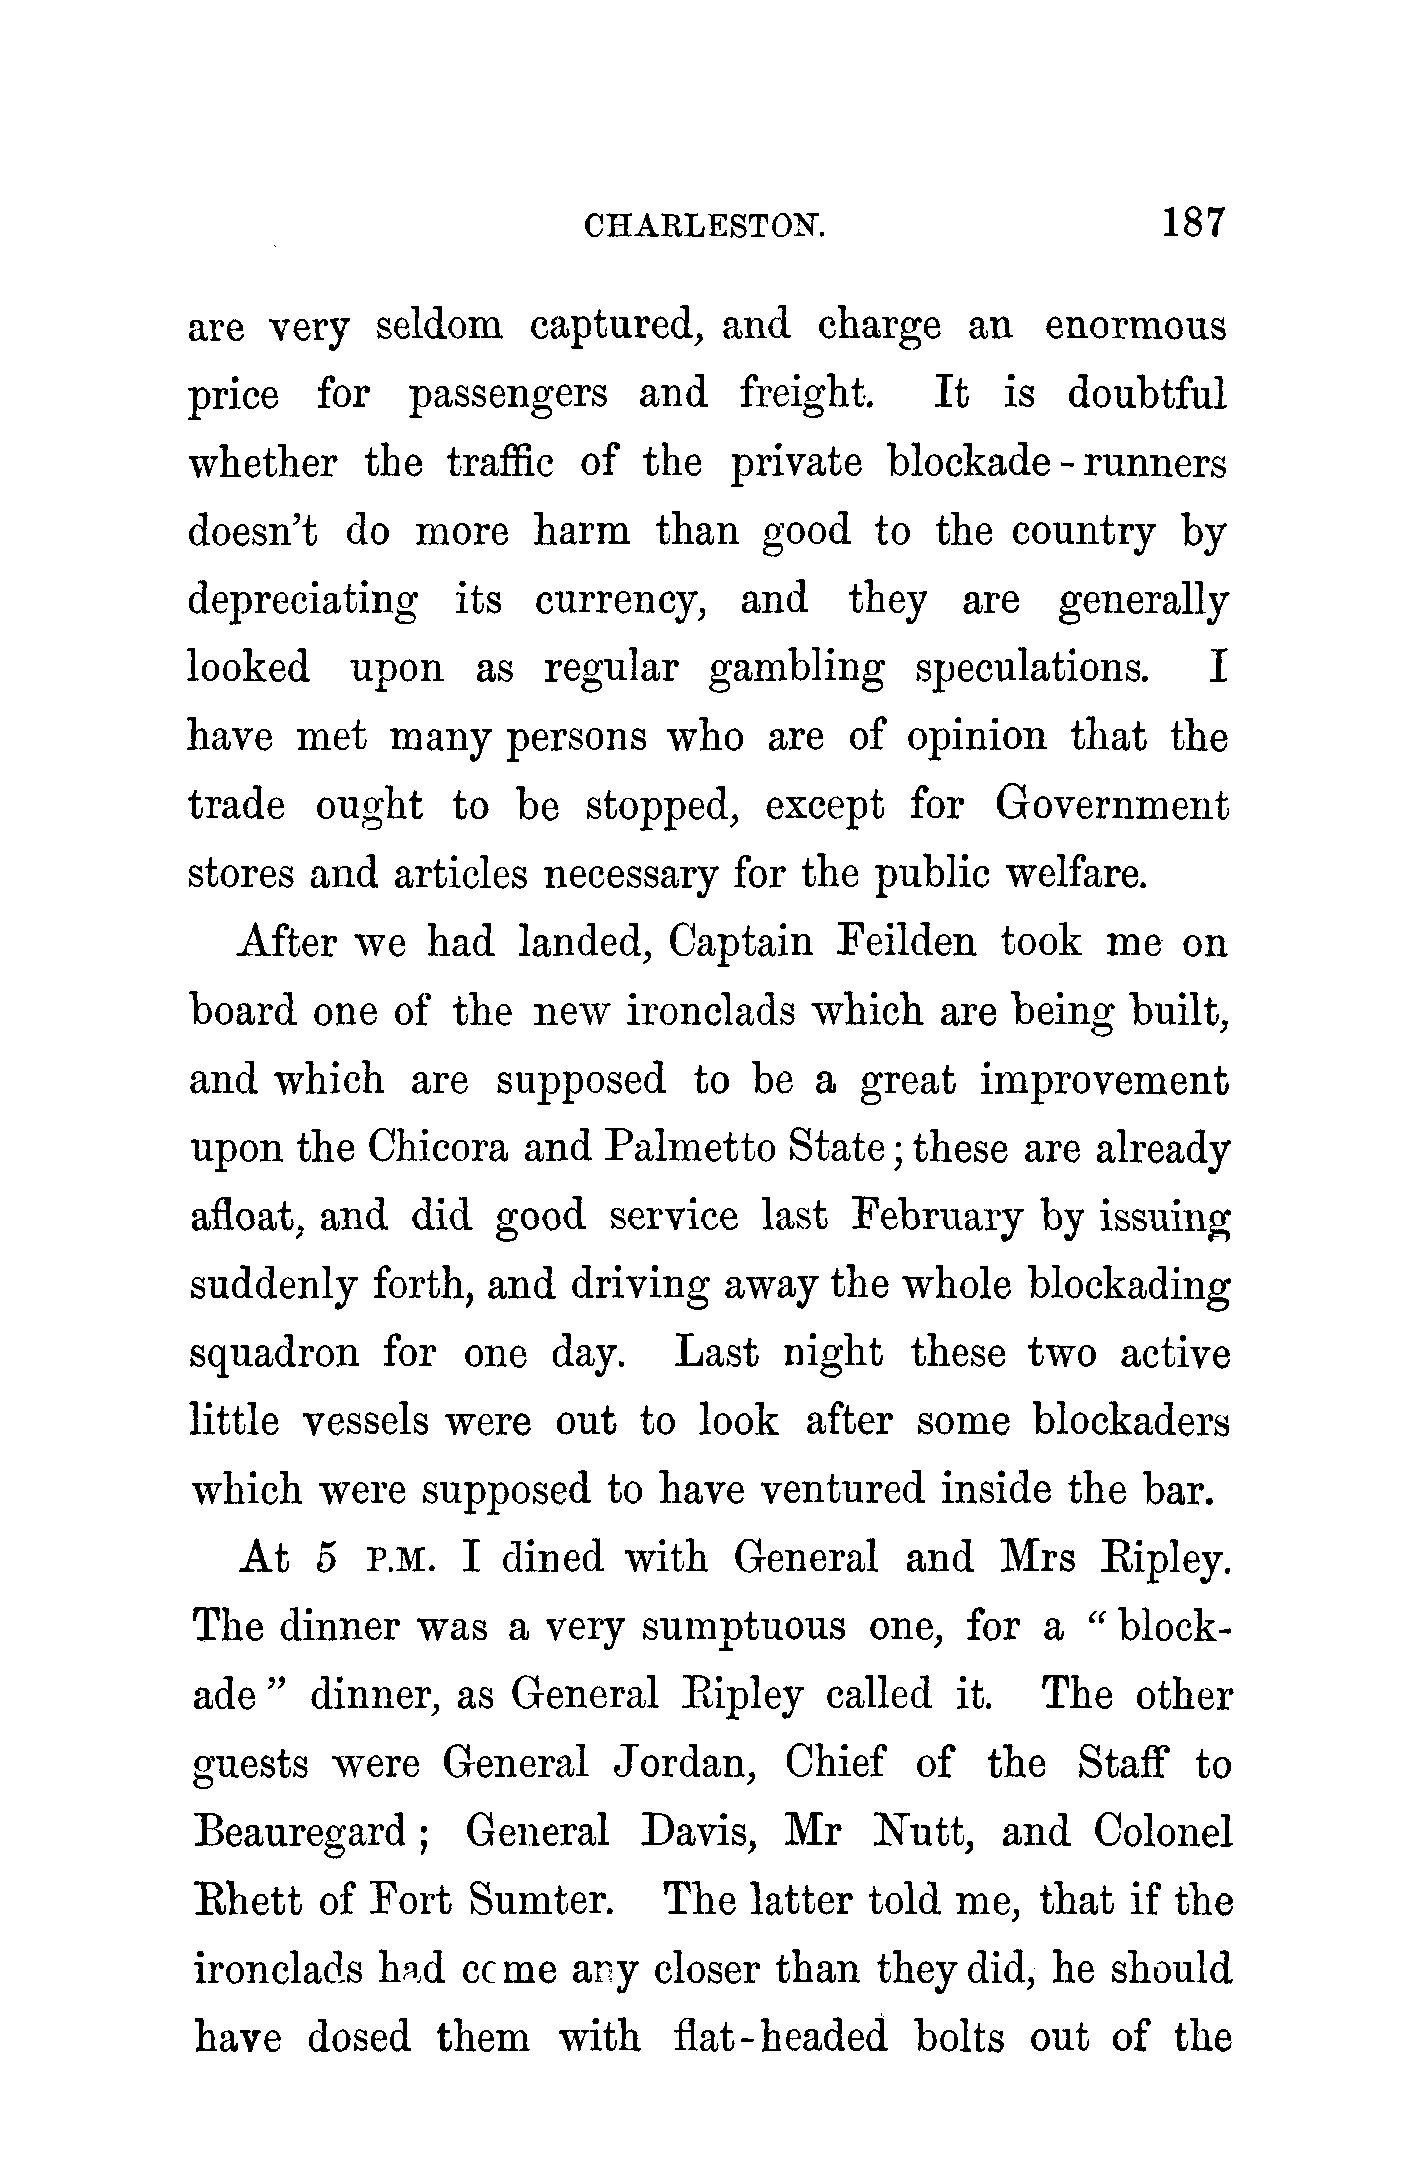 CHARLESTON. 187
are very seldom captured, and charge an enormous
price for passengers and freight. It is doubtful
whether the traffic of the private blockade-runners
doesn't do more harm than good to the country by
depreciating its currency, and they are generally
looked upon as regular gambling speculations. I
have met many persons who are of opinion that the
trade ought to be stopped, except for Government
stores and articles necessary for the public welfare.
After we had landed, Captain Feilden took me on
board one of the new ironclads which are being built,
and which are supposed to be a great improvement
upon the Chicora and Palmetto State; these are already
afloat, and did good service last February by issuing
suddenly forth, and driving away the whole blockading
squadron for one day. Last night these two active
little vessels were out to look after some blockaders
which were supposed to have ventured inside the bar.
At 5 P.M. I dined with General and Mrs Ripley.
The dinner was a very sumptuous one, for a "block-
ade" dinner, as General Ripley called it. The other
guests were General Jordan, Chief of the Staff to
Beauregard; General Davis, Mr Nutt, and Colonel
Rhett of Fort Sumter. The latter told me, that if the
ironclads had come any closer than they did, he should
have dosed them with flat-headed bolts out of the